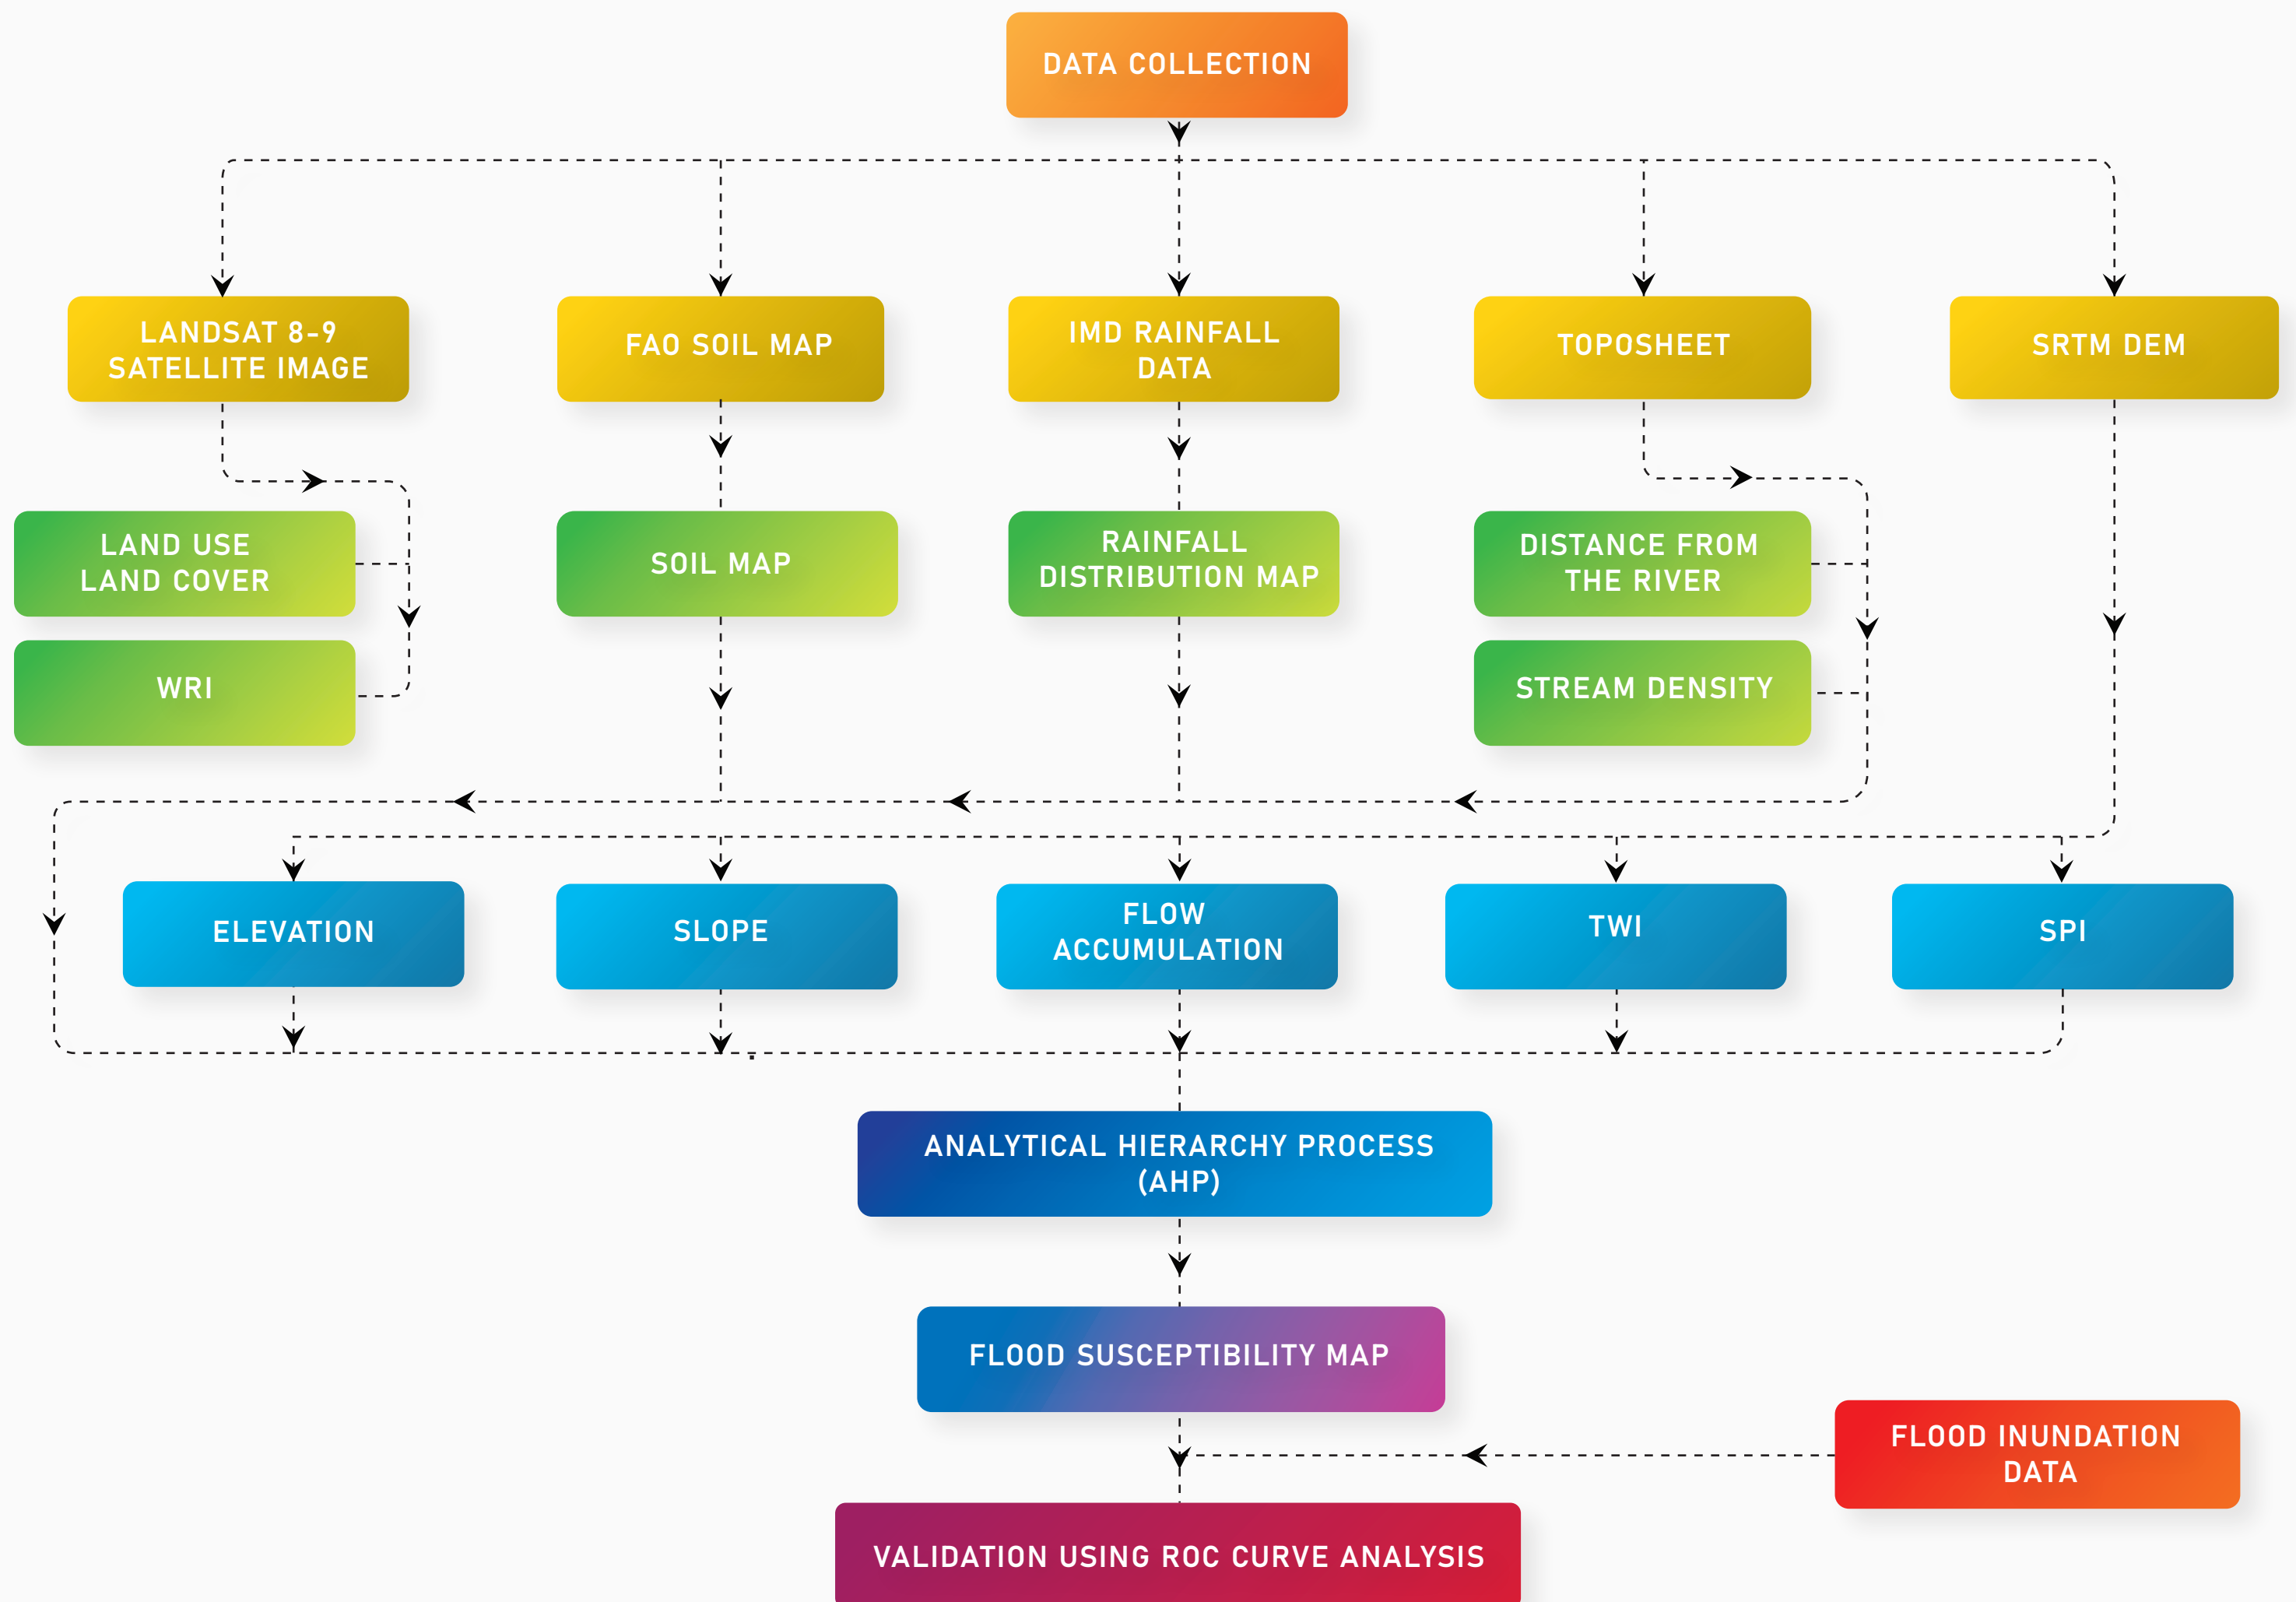 DATA COLLECTION
LANDSAT 8-9
SATELLITE IMAGE
FAO SOIL MAP
IMD RAINFALL
DATA
TOPOSHEET
SRTM DEM
LAND USE
LAND COVER
SOIL MAP
RAINFALL
DISTRIBUTION MAP
DISTANCE FROM
THE RIVER
WRI
STREAM DENSITY
ELEVATION
SLOPE
FLOW
ACCUMULATION
TWI
SPI
ANALYTICAL HIERARCHY PROCESS
(AHP)
FLOOD SUSCEPTIBILITY MAP
FLOOD INUNDATION
DATA
VALIDATION USING ROC CURVE ANALYSIS